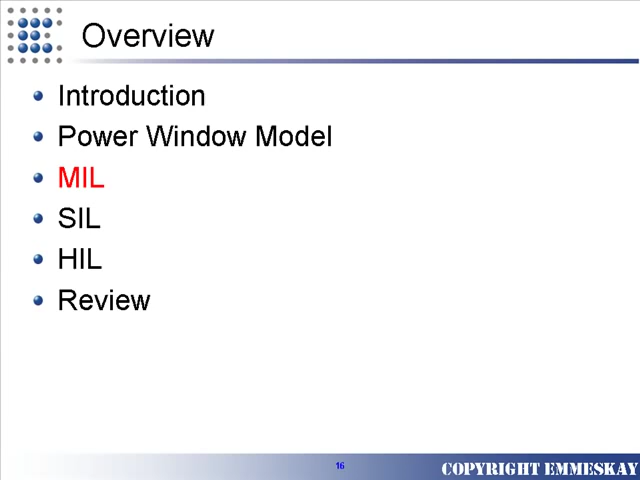 Overview
Introduction
Power Window Model
MIL
SIL
HIL
Review
16
COPYRIGHT EMMESKAY